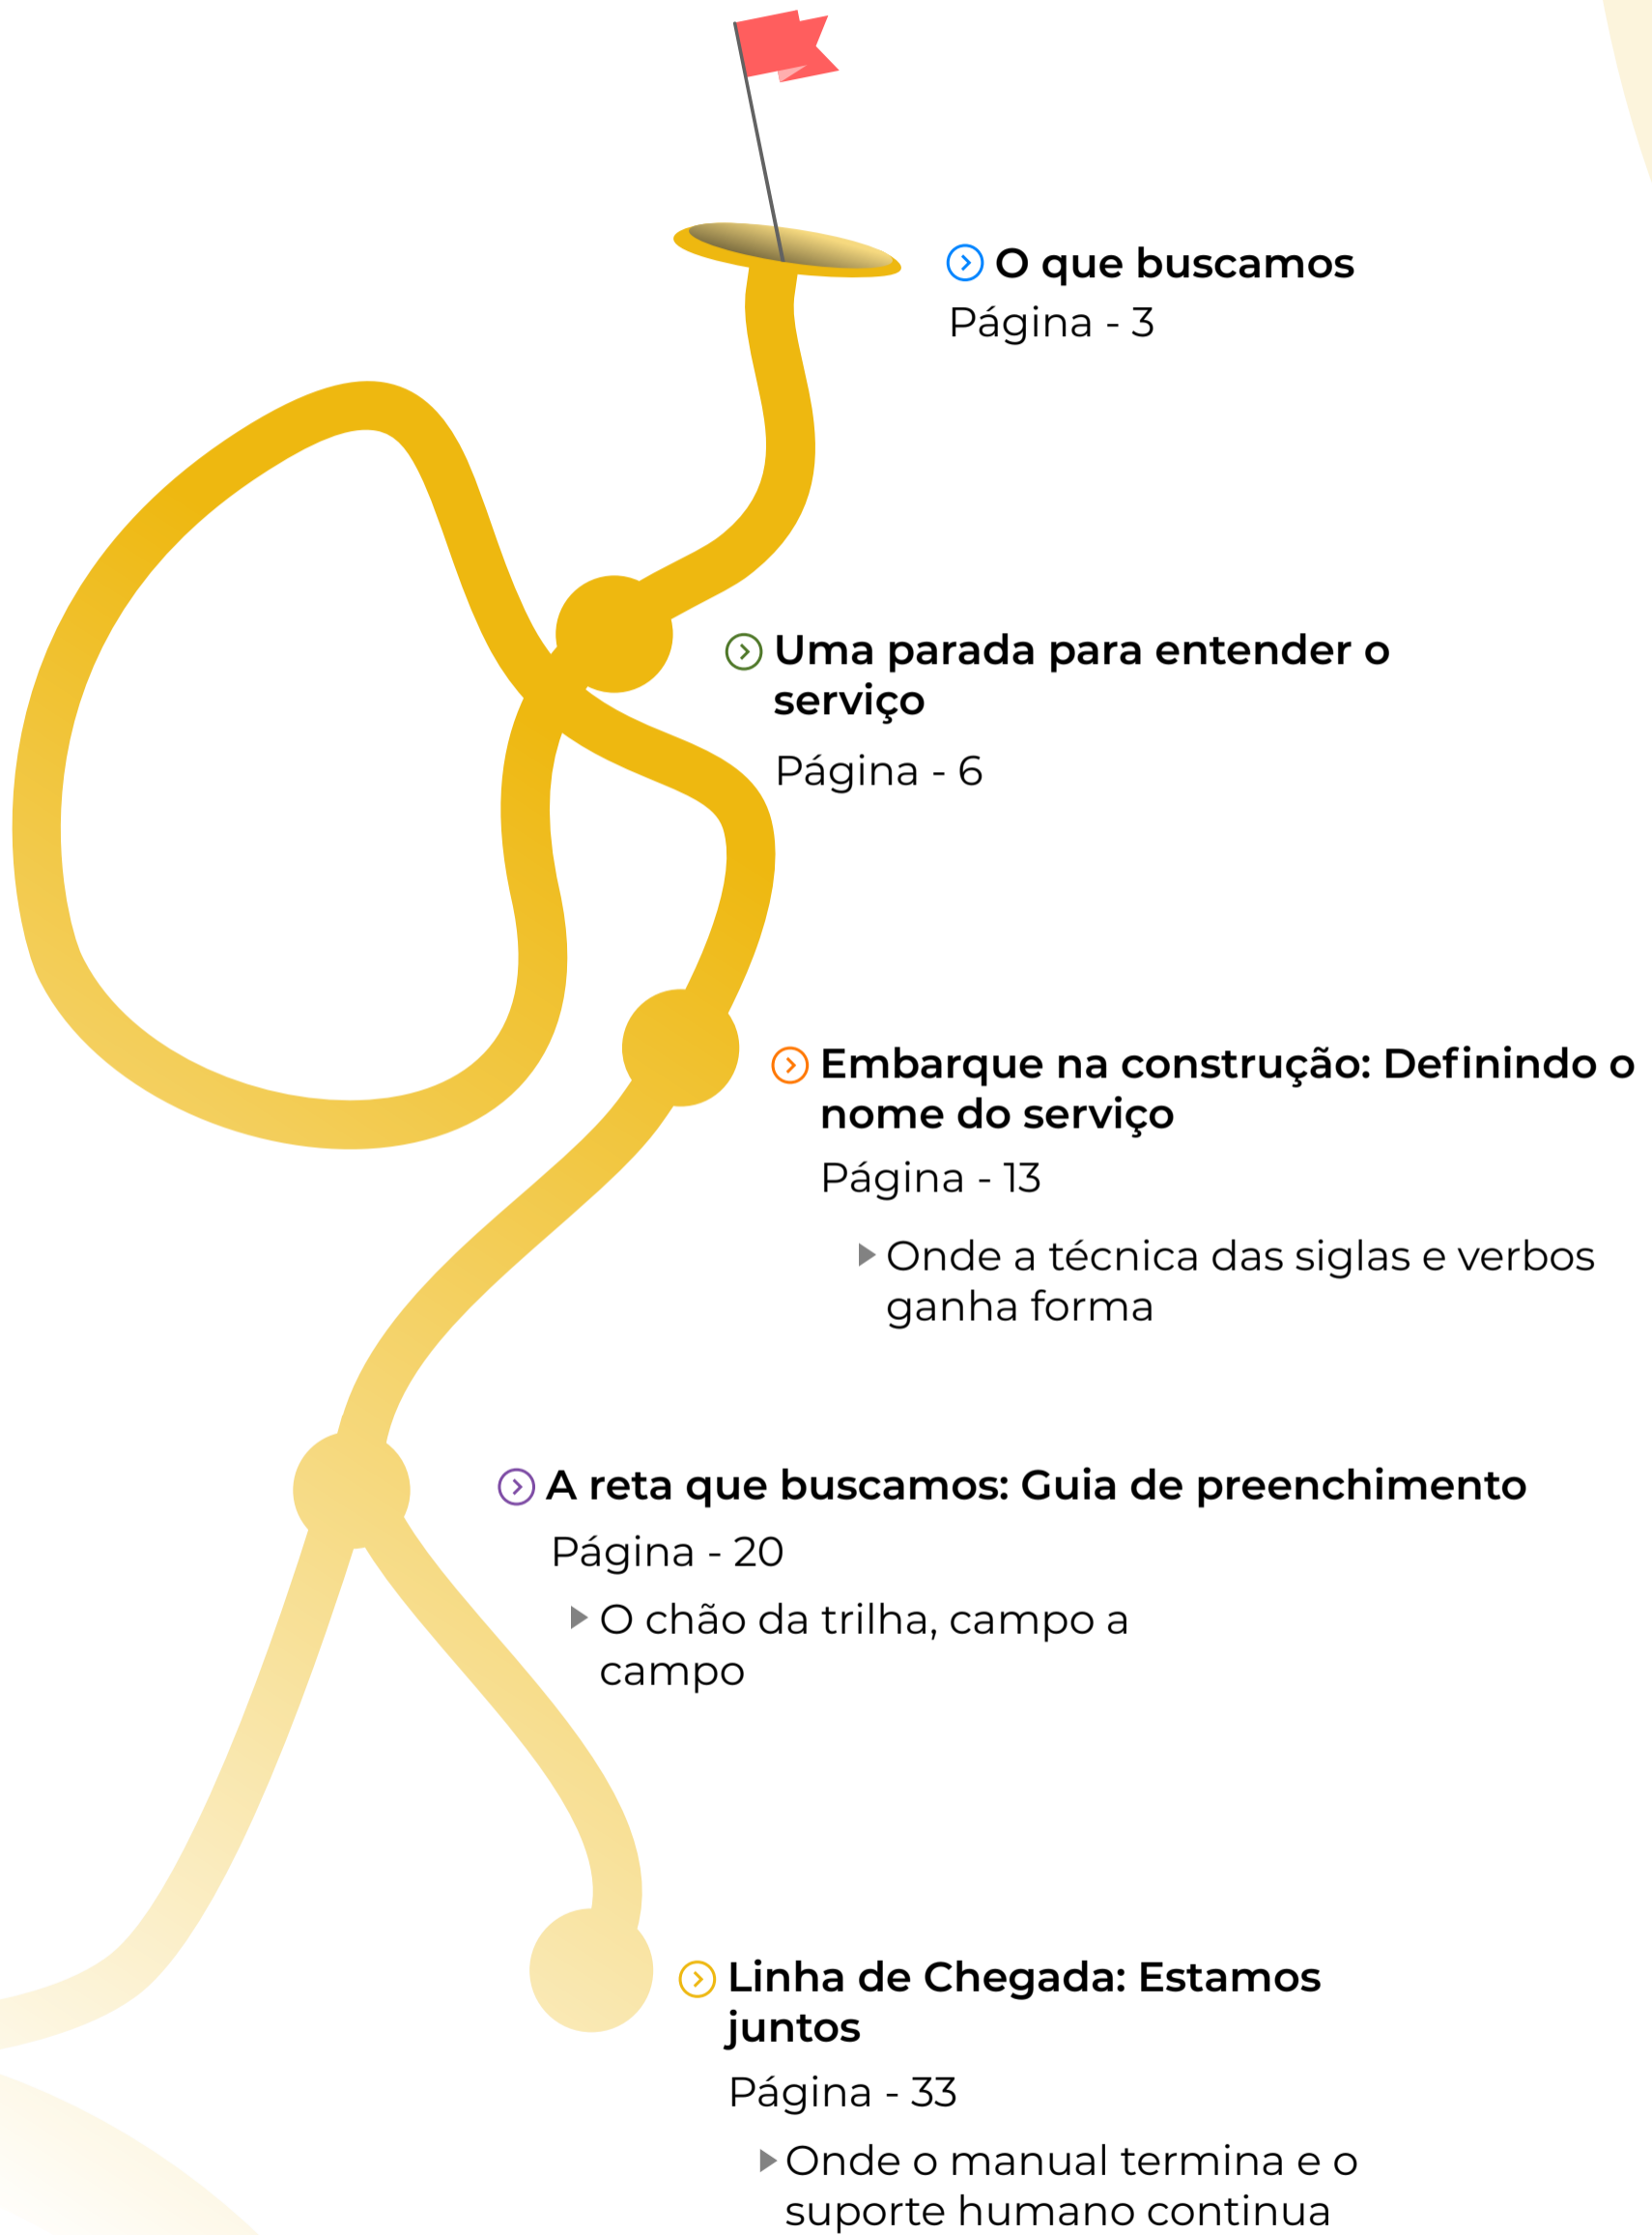 O que buscamos
Página - 3
Uma parada para entender o
serviço
Página - 6
Embarque na construção: Definindo o
nome do serviço
Página - 13
Onde a técnica das siglas e verbos
ganha forma
A reta que buscamos: Guia de preenchimento
Página - 20
O chão da trilha, campo a
campo
Linha de Chegada: Estamos
juntos
Página - 33
Onde o manual termina e o
suporte humano continua